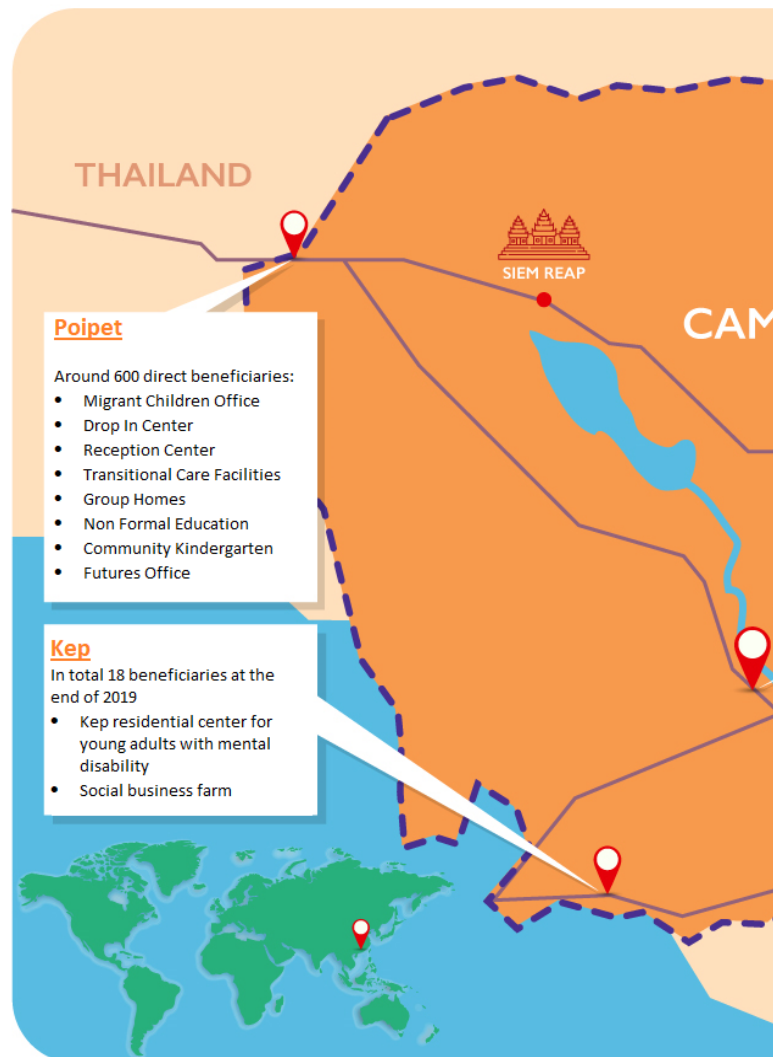 THAILAND
SIEM REAP
CAM
Poipet
Around 600 direct beneficiaries:
• Migrant Children Office
• Drop In Center
• Reception Center
• Transitional Care Facilities
• Group Homes
• Non Formal Education
• Community Kindergarten
• Futures Office
Kep
In total 18 beneficiaries at the
end of 2019
• Kep residential center for
young adults with mental
disability
• Social business farm